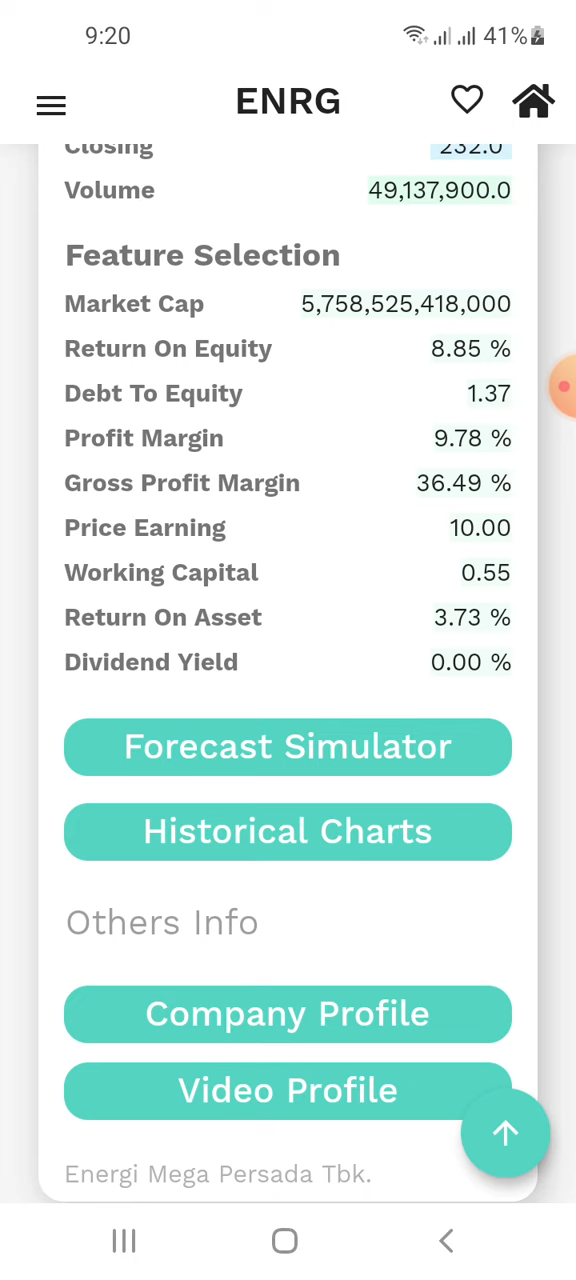 9:20 41%
ENRG
Closing 232.0
Volume 49,137,900.0
Feature Selection
Market Cap 5,758,525,418,000
Return On Equity 8.85 %
Debt To Equity 1.37
Profit Margin 9.78 %
Gross Profit Margin 36.49 %
Price Earning 10.00
Working Capital 0.55
Return On Asset 3.73 %
Dividend Yield 0.00 %
Forecast Simulator
Historical Charts
Others Info
Company Profile
Video Profile
Energi Mega Persada Tbk.